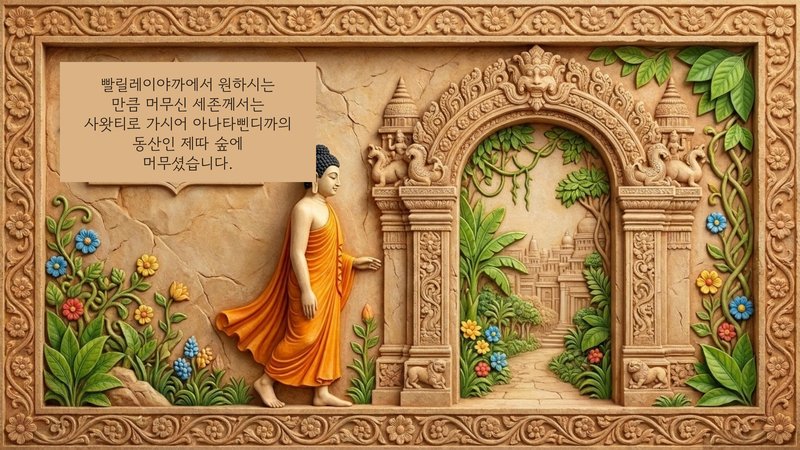 빨릴레이야까에서 원하시는
만큼 머무신 세존께서는
사왓티로 가시어 아나타삔디까의
동산인 제따 숲에
머무셨습니다.